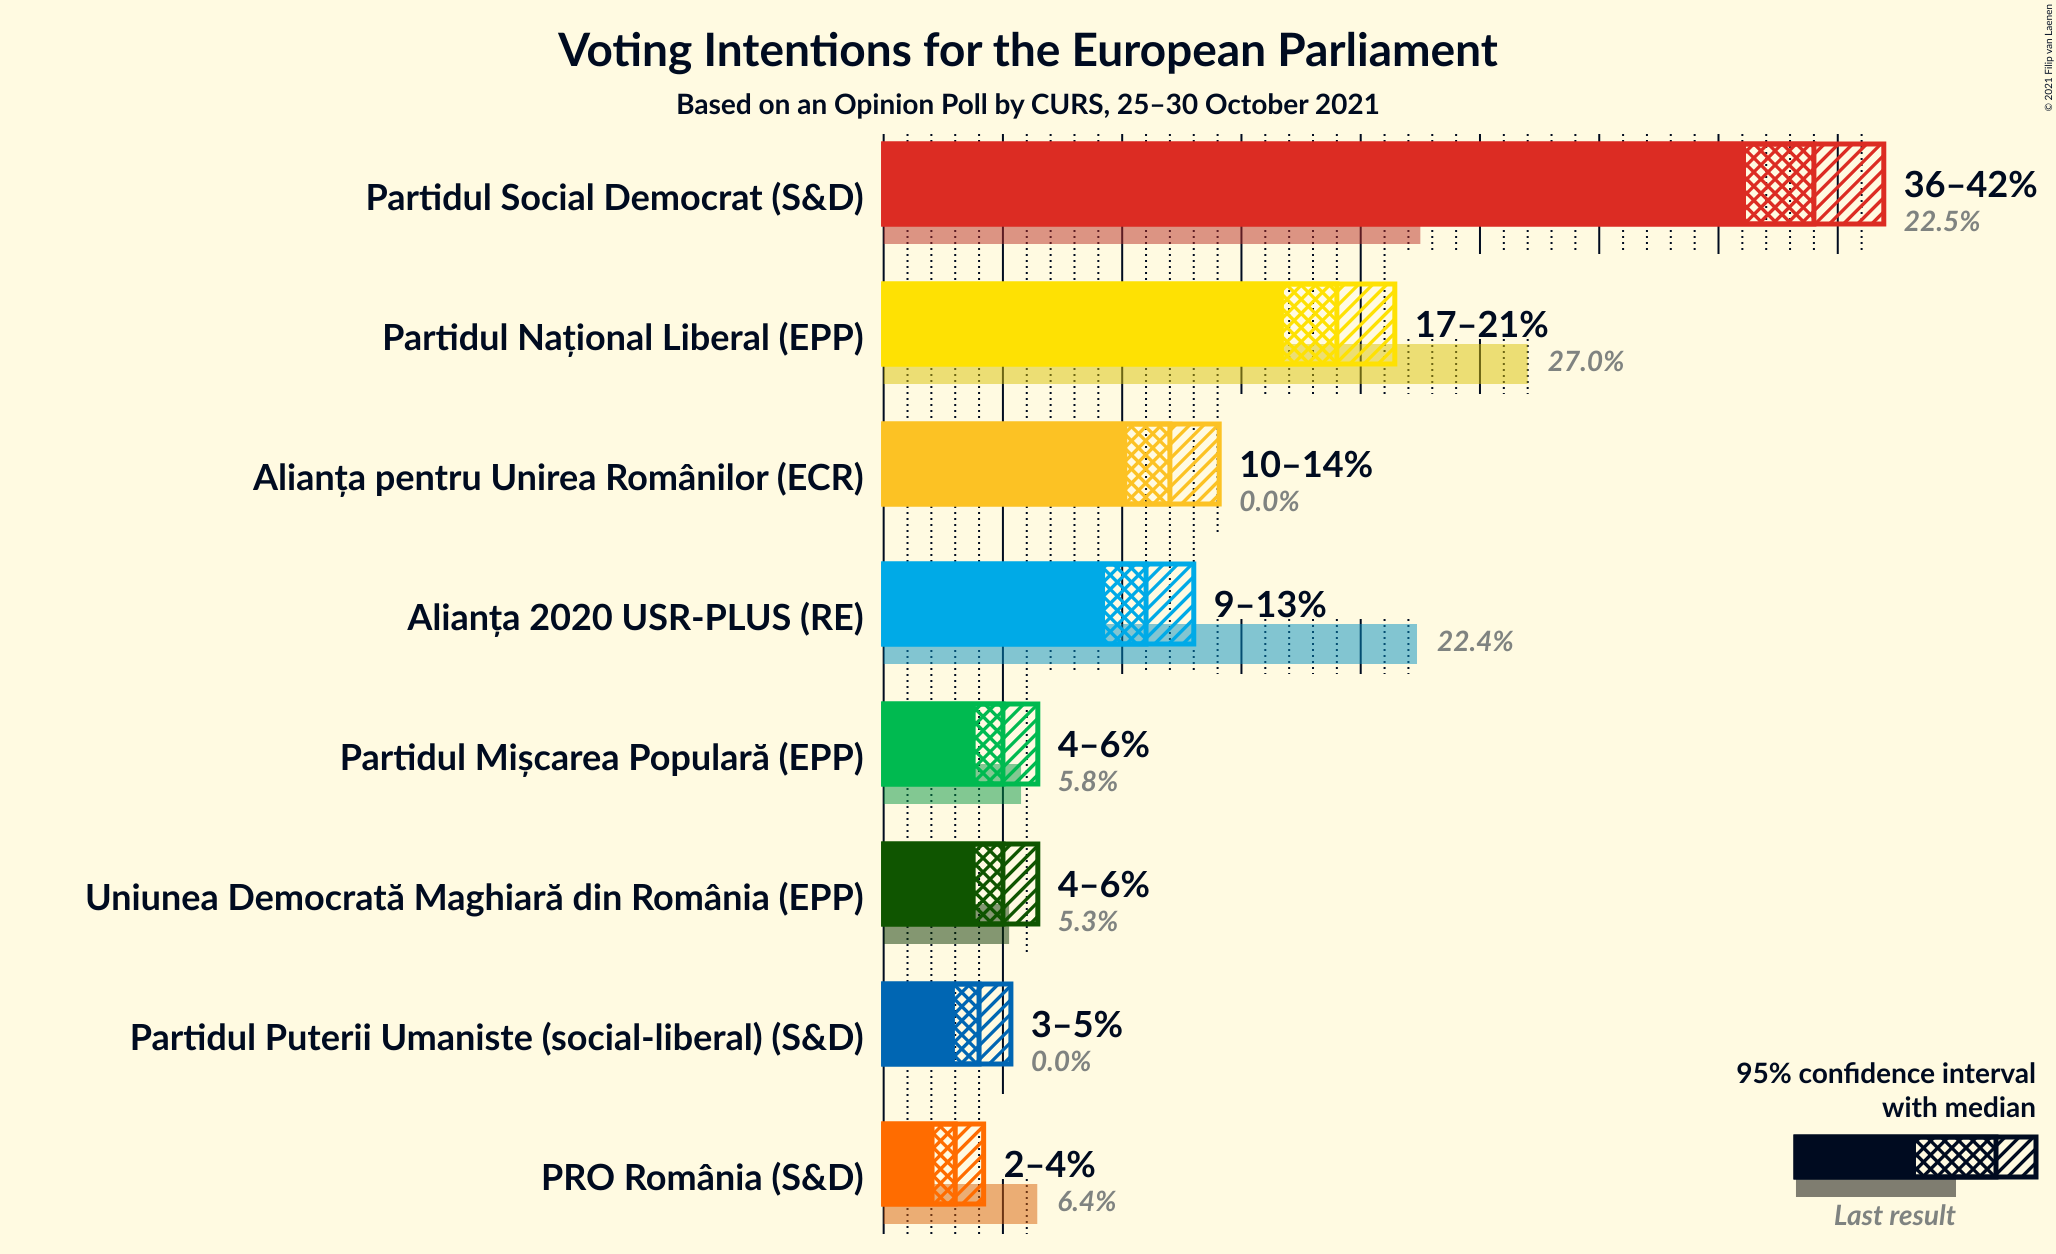 Voting Intentions for the European Parliament
Based on an Opinion Poll by CURS, 25–30 October 2021
© 2021 Filip van Laenen
Partidul Social Democrat (S&D)
36–42%
22.5%
Partidul Național Liberal (EPP)
17–21%
27.0%
Alianța pentru Unirea Românilor (ECR)
10–14%
0.0%
Alianța 2020 USR-PLUS (RE)
9–13%
22.4%
Partidul Mișcarea Populară (EPP)
4–6%
5.8%
Uniunea Democrată Maghiară din România (EPP)
4–6%
5.3%
Partidul Puterii Umaniste (social-liberal) (S&D)
3–5%
0.0%
PRO România (S&D)
2–4%
6.4%
95% confidence interval
with median
Last result